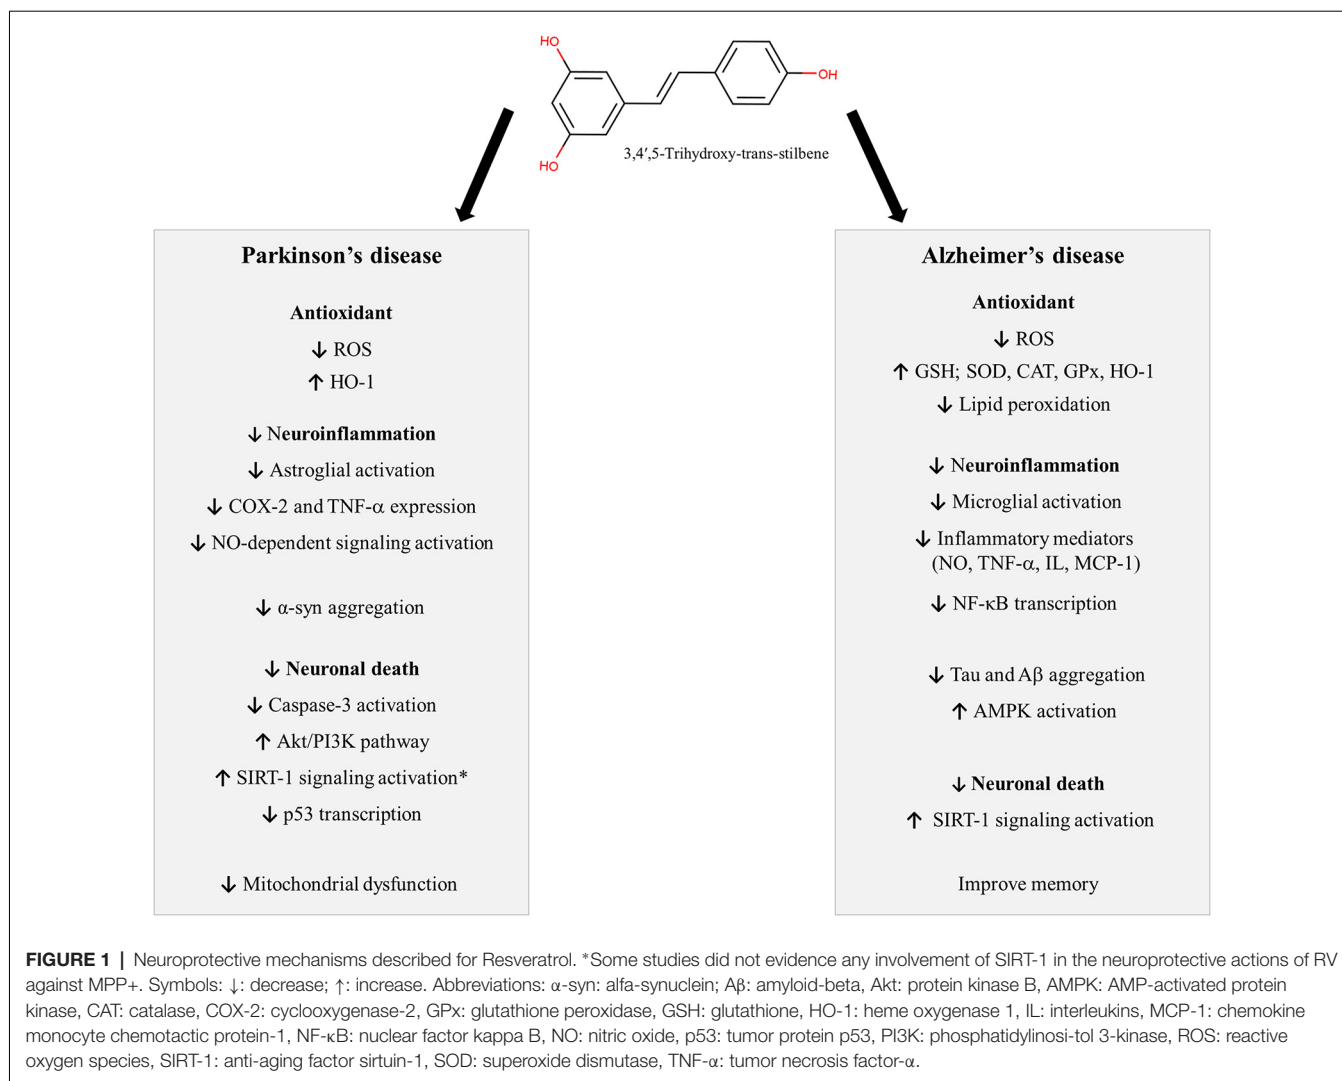 HO
OH
HO
3,4′,5-Trihydroxy-trans-stilbene
Parkinson’s disease
Antioxidant
↓ ROS
↑ HO-1
↓ Neuroinflammation
↓ Astroglial activation
↓ COX-2 and TNF-α expression
↓ NO-dependent signaling activation
↓ α-syn aggregation
↓ Neuronal death
↓ Caspase-3 activation
↑ Akt/PI3K pathway
↑ SIRT-1 signaling activation*
↓ p53 transcription
↓ Mitochondrial dysfunction
Alzheimer’s disease
Antioxidant
↓ ROS
↑ GSH; SOD, CAT, GPx, HO-1
↓ Lipid peroxidation
↓ Neuroinflammation
↓ Microglial activation
↓ Inflammatory mediators
(NO, TNF-α, IL, MCP-1)
↓ NF-κB transcription
↓ Tau and Aβ aggregation
↑ AMPK activation
↓ Neuronal death
↑ SIRT-1 signaling activation
Improve memory
FIGURE 1 | Neuroprotective mechanisms described for Resveratrol. *Some studies did not evidence any involvement of SIRT-1 in the neuroprotective actions of RV
against MPP+. Symbols: ↓: decrease; ↑: increase. Abbreviations: α-syn: alfa-synuclein; Aβ: amyloid-beta, Akt: protein kinase B, AMPK: AMP-activated protein
kinase, CAT: catalase, COX-2: cyclooxygenase-2, GPx: glutathione peroxidase, GSH: glutathione, HO-1: heme oxygenase 1, IL: interleukins, MCP-1: chemokine
monocyte chemotactic protein-1, NF-κB: nuclear factor kappa B, NO: nitric oxide, p53: tumor protein p53, PI3K: phosphatidylinosi-tol 3-kinase, ROS: reactive
oxygen species, SIRT-1: anti-aging factor sirtuin-1, SOD: superoxide dismutase, TNF-α: tumor necrosis factor-α.